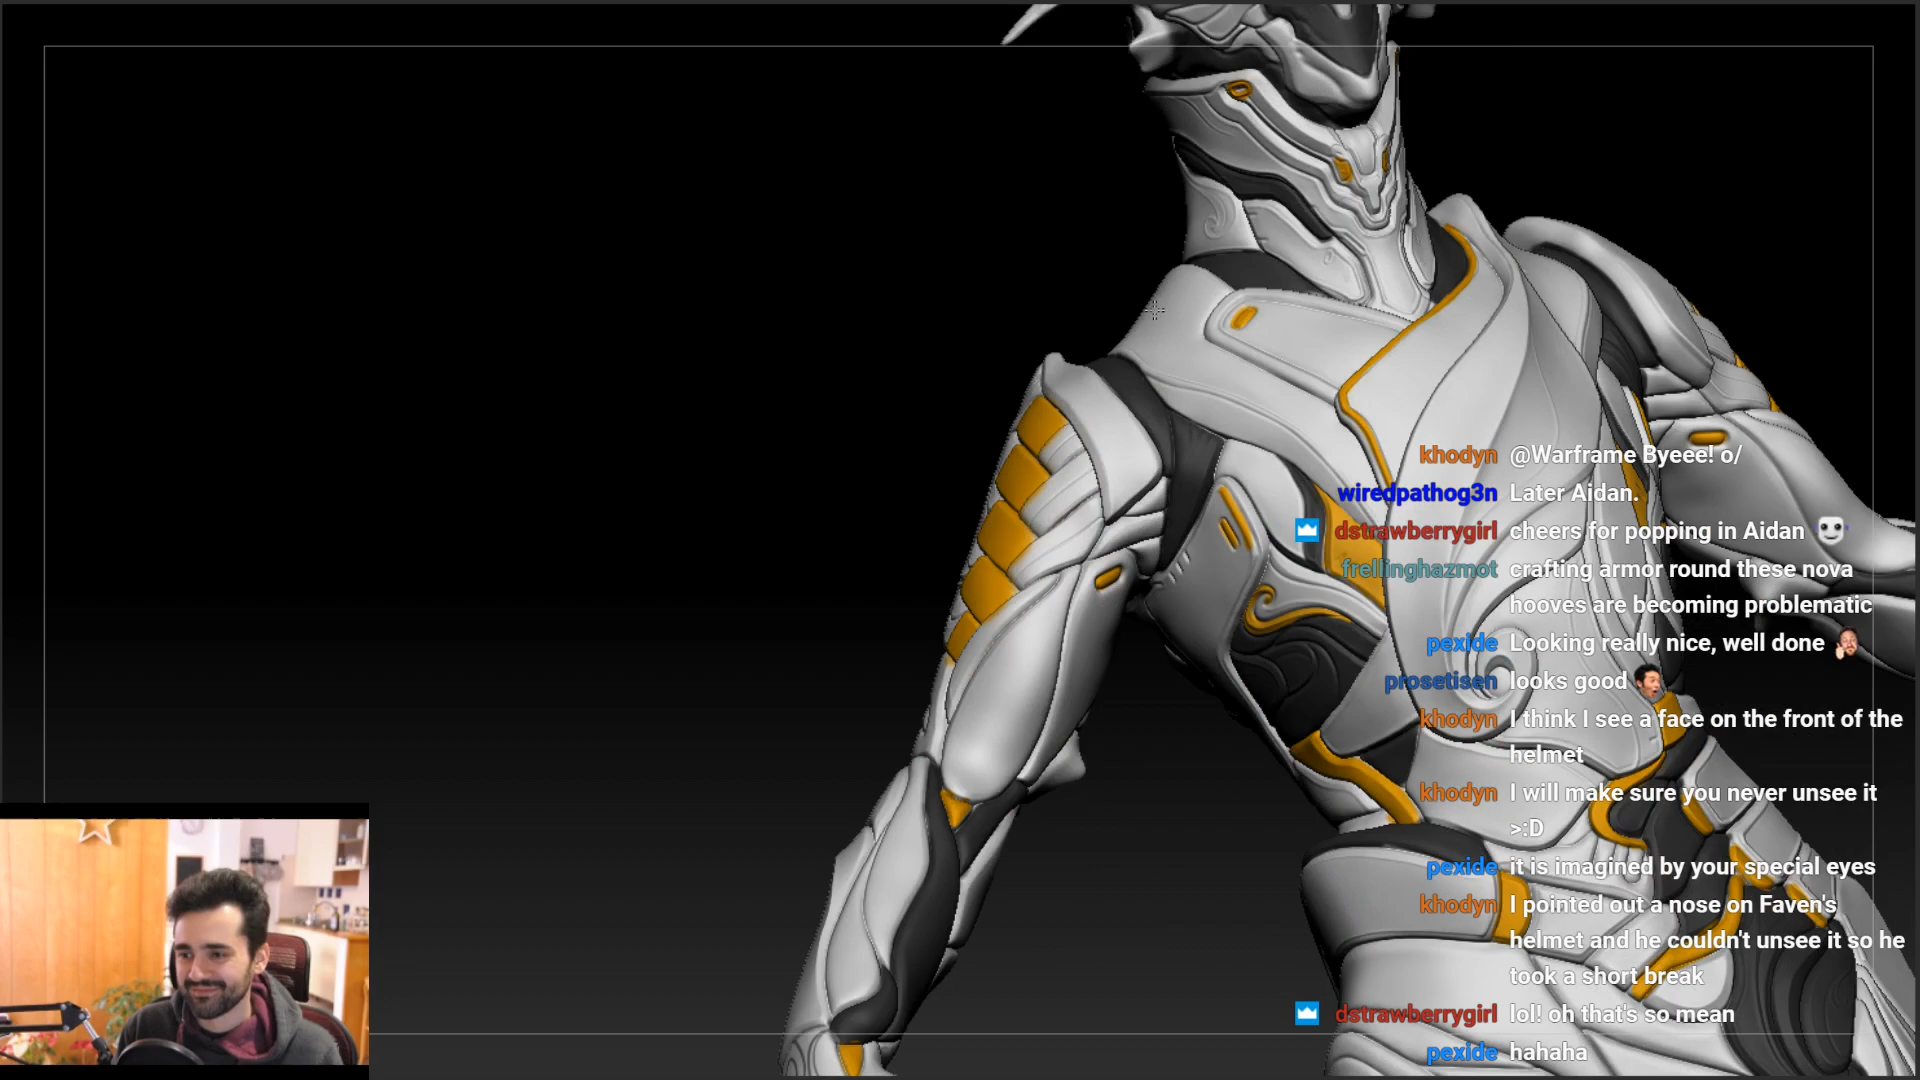 khodyn @Warframe Byeee! o/
wiredpathog3n Later Aidan.
dstrawberrygirl cheers for popping in Aidan
frellinghazmot crafting armor round these nova
hooves are becoming problematic
pexide Looking really nice, well done
prosetisen looks good
khodyn I think I see a face on the front of the
helmet
khodyn I will make sure you never unsee it
>:D
pexide it is imagined by your special eyes
khodyn I pointed out a nose on Faven's
helmet and he couldn't unsee it so he
took a short break
dstrawberrygirl lol! oh that's so mean
pexide hahaha